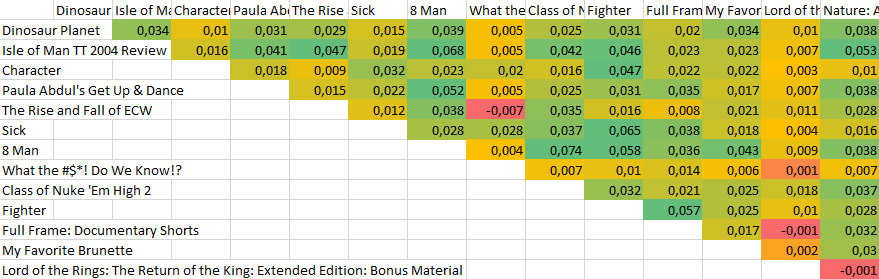 Dinosaur Isle of Ma Characte Paula Ab The Rise Sick 8 Man What the Class of N Fighter Full Fram My Favor Lord of th Nature: A
Dinosaur Planet 0,034 0,01 0,031 0,029 0,015 0,039 0,005 0,025 0,031 0,02 0,034 0,01 0,038
Isle of Man TT 2004 Review 0,016 0,041 0,047 0,019 0,068 0,005 0,042 0,046 0,023 0,023 0,007 0,053
Character 0,018 0,009 0,032 0,023 0,02 0,016 0,047 0,022 0,022 0,003 0,01
Paula Abdul's Get Up & Dance 0,015 0,022 0,052 0,005 0,025 0,031 0,035 0,017 0,007 0,038
The Rise and Fall of ECW 0,012 0,038 -0,007 0,035 0,016 0,008 0,021 0,011 0,028
Sick 0,028 0,028 0,037 0,065 0,038 0,018 0,004 0,016
8 Man 0,004 0,074 0,058 0,036 0,043 0,009 0,038
What the #$*! Do We Know!? 0,007 0,01 0,014 0,006 0,001 0,007
Class of Nuke 'Em High 2 0,032 0,021 0,025 0,018 0,037
Fighter 0,057 0,025 0,01 0,028
Full Frame: Documentary Shorts 0,017 -0,001 0,032
My Favorite Brunette 0,002 0,03
Lord of the Rings: The Return of the King: Extended Edition: Bonus Material -0,001